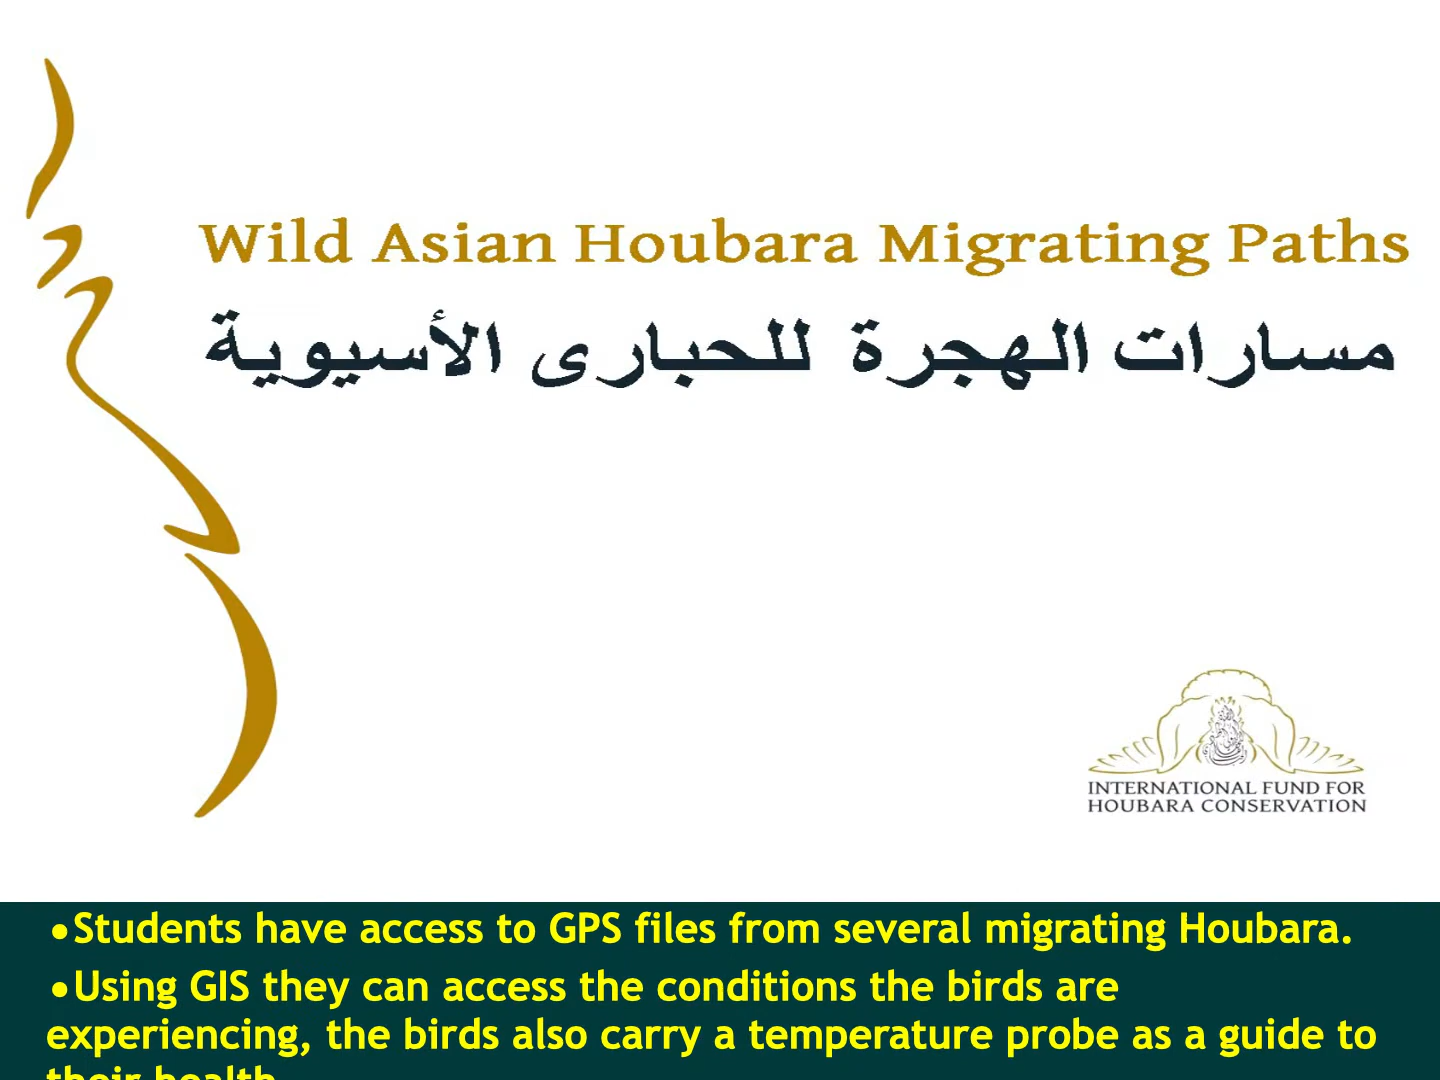 Wild Asian Houbara Migrating Paths
مسارات الهجرة للحبارى الأسيوية
INTERNATIONAL FUND FOR
HOUBARA CONSERVATION
•Students have access to GPS files from several migrating Houbara.
•Using GIS they can access the conditions the birds are
experiencing, the birds also carry a temperature probe as a guide to
their health